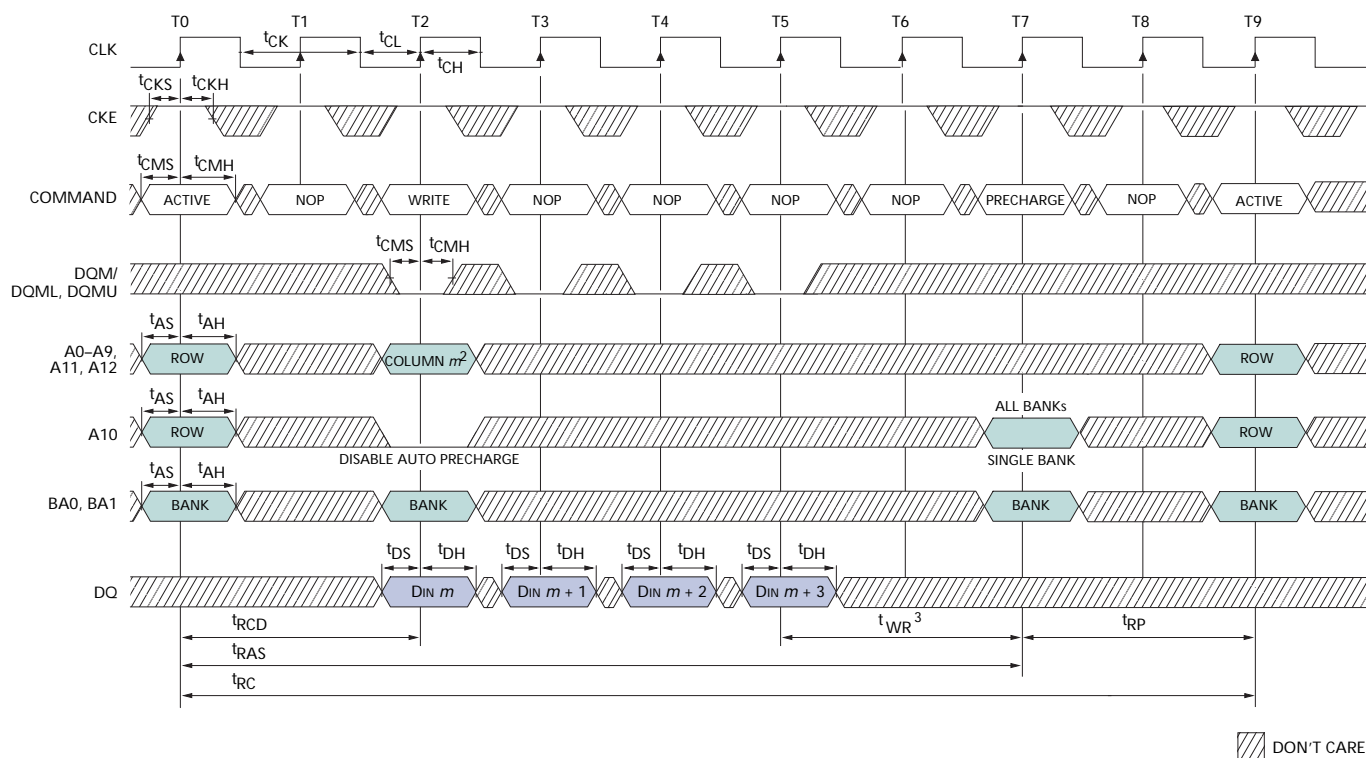 T0 T1 T2 T3 T4 T5 T6 T7 T8 T9
CLK tCK tCL tCH
tCKS tCKH
CKE
tCMS tCMH
COMMAND ACTIVE NOP WRITE NOP NOP NOP NOP PRECHARGE NOP ACTIVE
tCMS tCMH
DQM/
DQML, DQMU
tAS tAH
A0–A9,
A11, A12 ROW COLUMN m2 ROW
tAS tAH ALL BANKs
A10 ROW ROW
DISABLE AUTO PRECHARGE SINGLE BANK
tAS tAH
BA0, BA1 BANK BANK BANK BANK
tDS tDH tDS tDH tDS tDH tDS tDH
DQ DIN m DIN m + 1 DIN m + 2 DIN m + 3
tRCD tWR3 tRP
tRAS
tRC
DON'T CARE